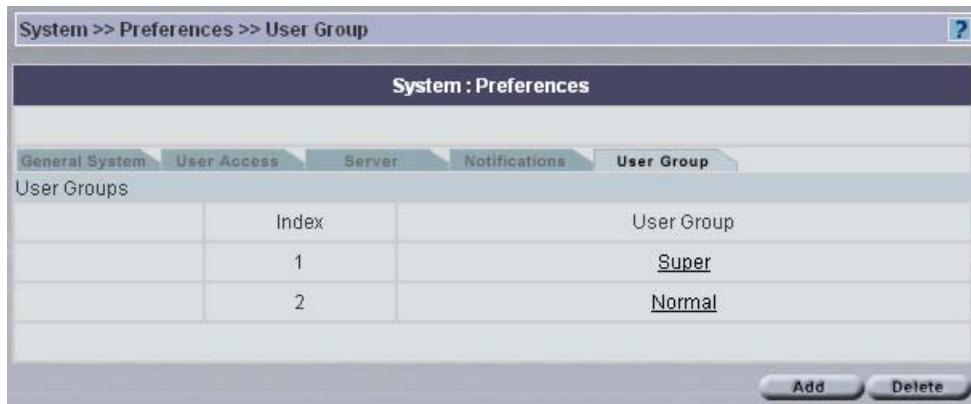 System >> Preferences >> User Group ?
System : Preferences
General System User Access Server Notifications User Group
User Groups
Index User Group
1 Super
2 Normal
Add Delete